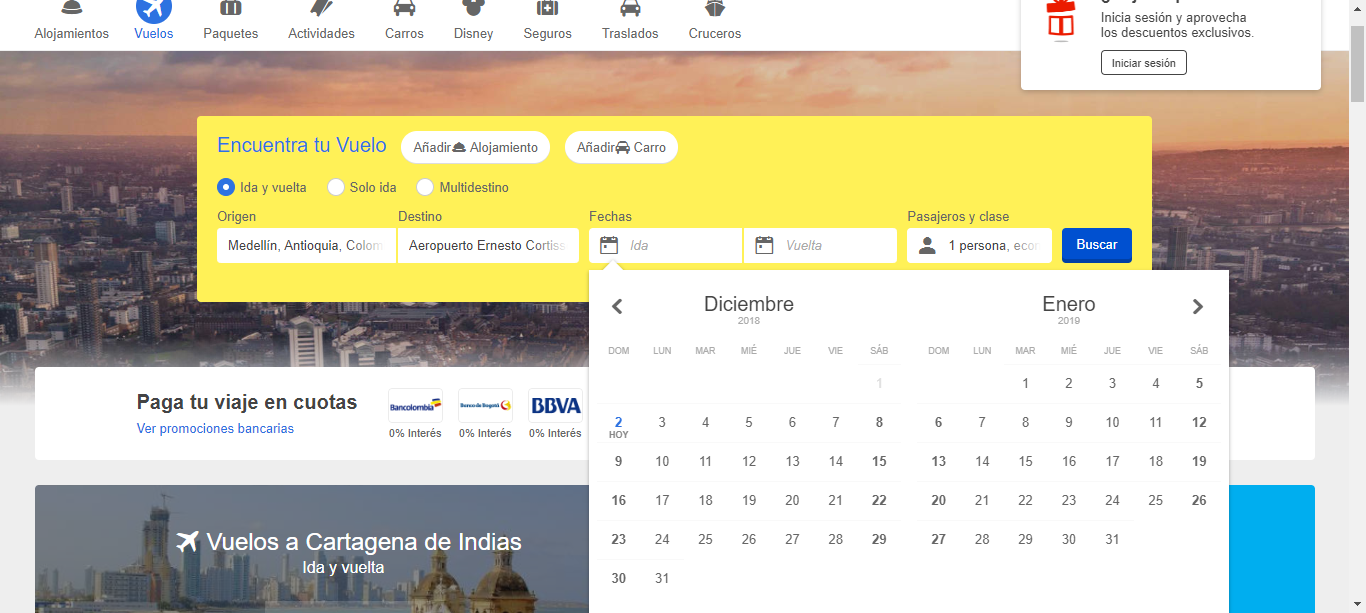 Alojamientos Vuelos Paquetes Actividades Carros Disney Seguros Traslados Cruceros
Inicia sesión y aprovecha
los descuentos exclusivos.
Iniciar sesión
Encuentra tu Vuelo Añadir Alojamiento Añadir Carro
Ida y vuelta Solo ida Multidestino
Origen Destino Fechas Pasajeros y clase
Medellín, Antioquia, Colom Aeropuerto Ernesto Cortiss Ida Vuelta 1 persona, econ Buscar
Diciembre Enero
2018 2019
DOM LUN MAR MIÉ JUE VIE SÁB DOM LUN MAR MIÉ JUE VIE SÁB
1 1 2 3 4 5
2 3 4 5 6 7 8 6 7 8 9 10 11 12
HOY
9 10 11 12 13 14 15 13 14 15 16 17 18 19
16 17 18 19 20 21 22 20 21 22 23 24 25 26
23 24 25 26 27 28 29 27 28 29 30 31
30 31
Paga tu viaje en cuotas
Ver promociones bancarias
Bancolombia Banco de Bogotá BBVA
0% Interés 0% Interés 0% Interés
Vuelos a Cartagena de Indias
Ida y vuelta